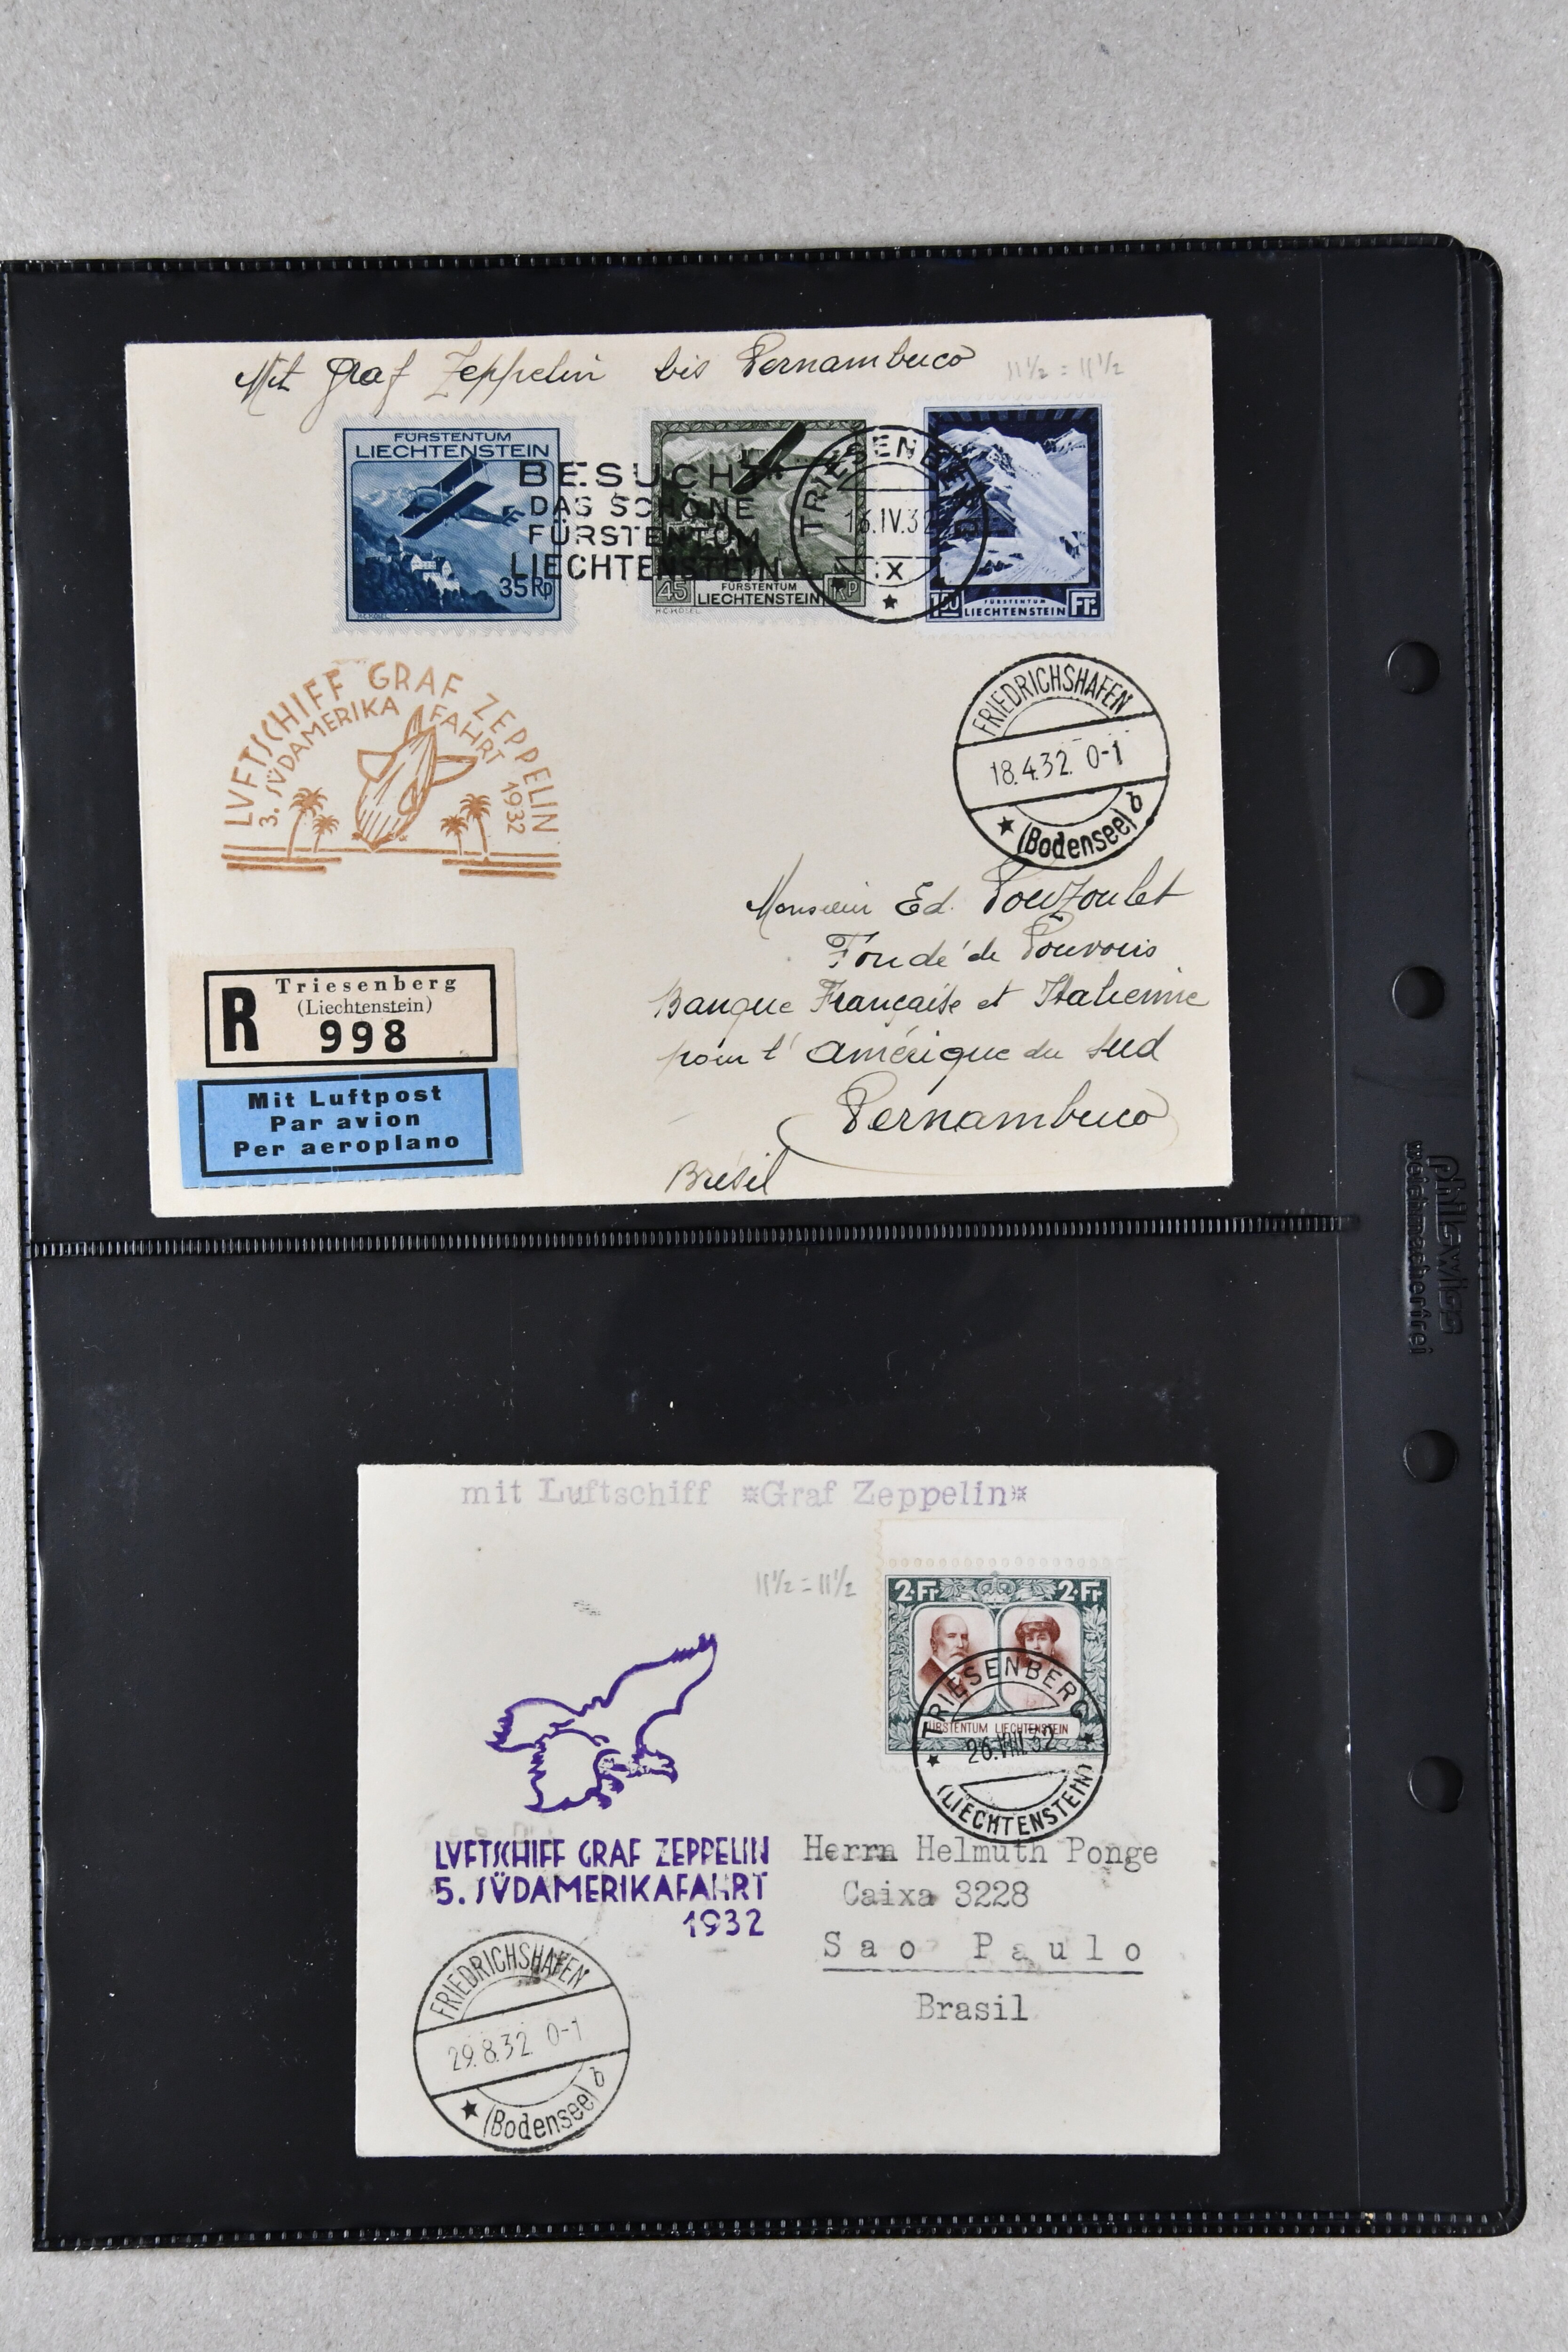 Mit Graf Zeppelin bis Pernambuco
11½ = 11½
FÜRSTENTUM
LIECHTENSTEIN
35 Rp
BESUCHT
DAS SCHÖNE
FÜRSTENTUM
LIECHTENSTEIN
45 FÜRSTENTUM
LIECHTENSTEIN RP
TRIESENBERG
IV.32
X
FÜRSTENTUM
LIECHTENSTEIN Fr.
LUFTSCHIFF GRAF ZEPPELIN
3. SÜDAMERIKA FAHRT 1932
FRIEDRICHSHAFEN
18.4.32. 0-1
(Bodensee) b
Monsieur Ed.
Fondé de Pouvoirs
Banque Française et Italienne
pour l'Amérique du Sud
Pernambuco
Brésil
R
Triesenberg
(Liechtenstein)
998
Mit Luftpost
Par avion
Per aeroplano
philswiss
weichmacherfrei
mit Luftschiff *Graf Zeppelin*
11½ = 11½
2·Fr 2·Fr
FÜRSTENTUM LIECHTENSTEIN
TRIESENBERG
26.VIII.32
(LIECHTENSTEIN)
LUFTSCHIFF GRAF ZEPPELIN
5. SÜDAMERIKAFAHRT
1932
Herrn Helmuth Ponge
Caixa 3228
Sao Paulo
Brasil
FRIEDRICHSHAFEN
29.8.32. 0-1
(Bodensee) b